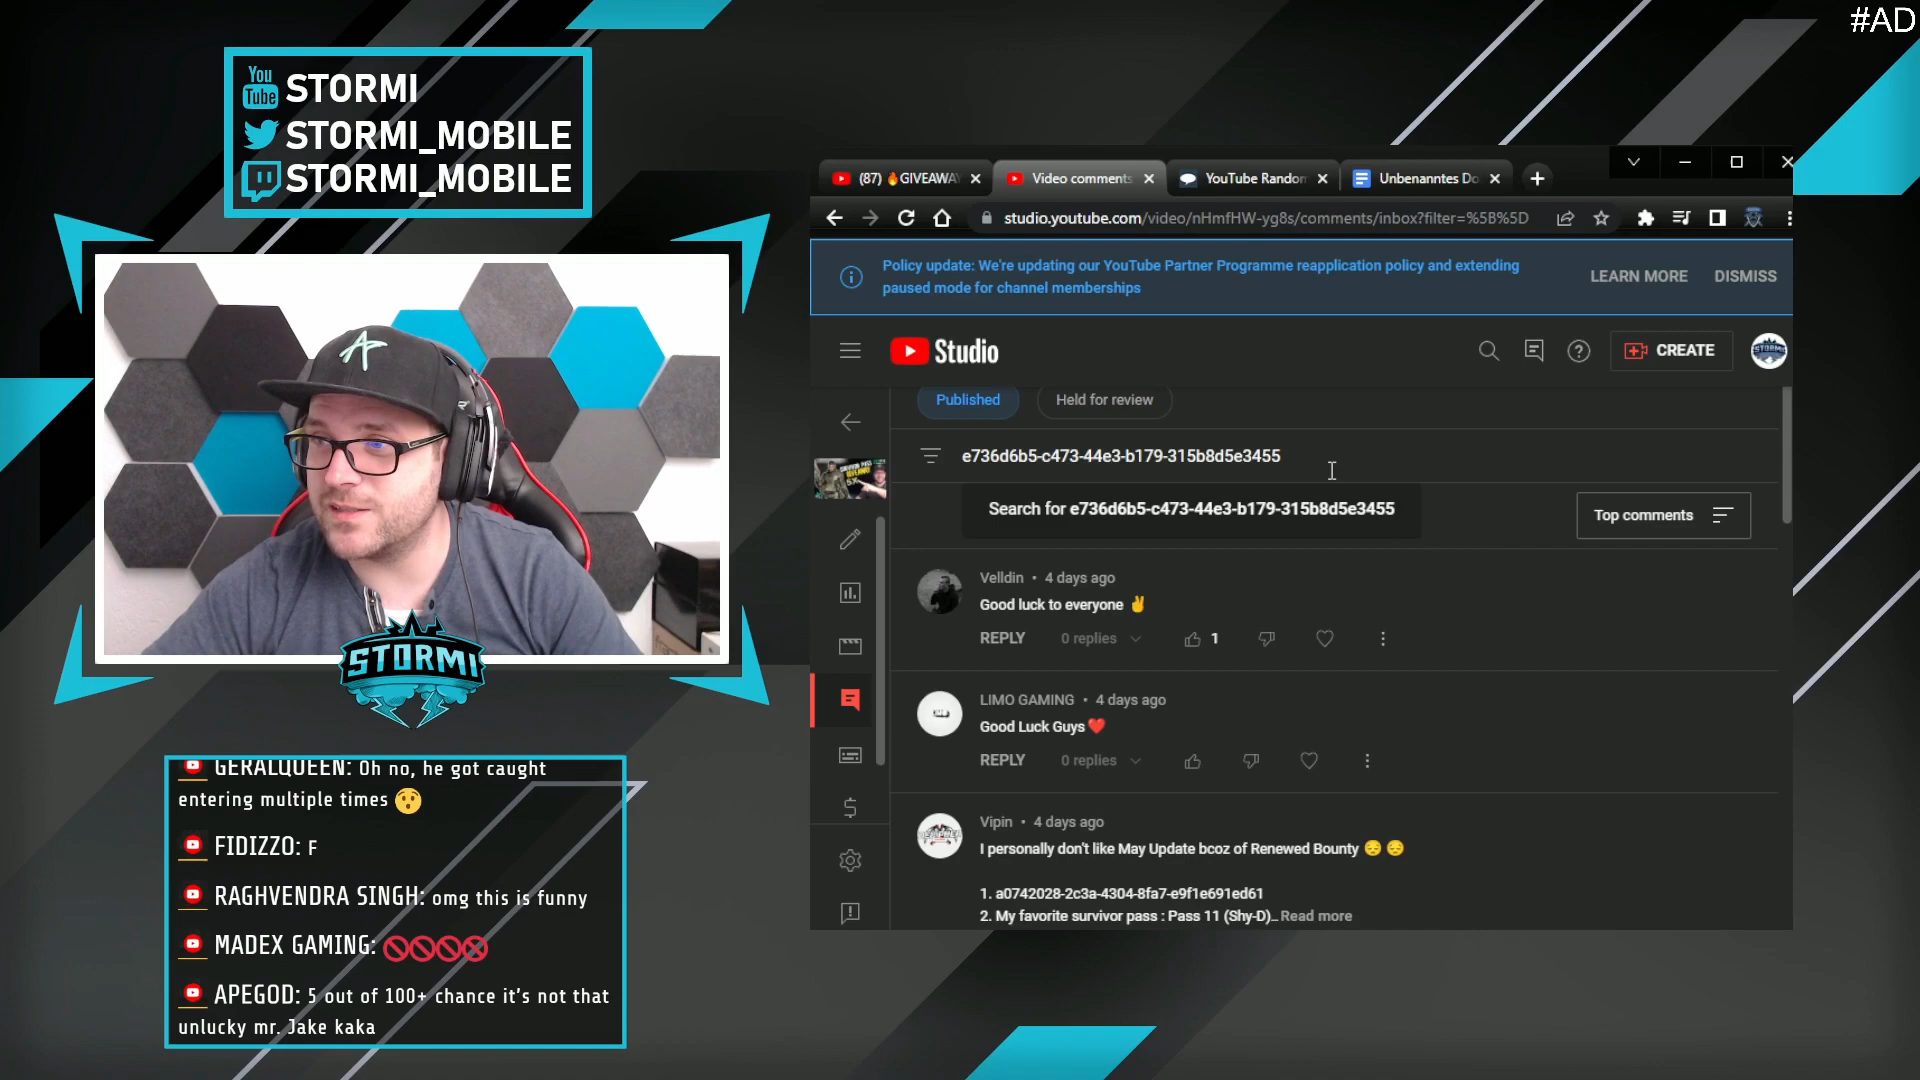 #AD
You
Tube
STORMI
STORMI_MOBILE
STORMI_MOBILE
(87) 🔥GIVEAWA
Video comments
YouTube Random
Unbenanntes Do
studio.youtube.com/video/nHmfHW-yg8s/comments/inbox?filter=%5B%5D
Policy update: We're updating our YouTube Partner Programme reapplication policy and extending
paused mode for channel memberships
LEARN MORE
DISMISS
Studio
CREATE
Published
Held for review
e736d6b5-c473-44e3-b179-315b8d5e3455
Search for e736d6b5-c473-44e3-b179-315b8d5e3455
Top comments
Velldin • 4 days ago
Good luck to everyone ✌
REPLY
0 replies
1
LIMO GAMING • 4 days ago
Good Luck Guys❤️
REPLY
0 replies
Vipin • 4 days ago
I personally don't like May Update bcoz of Renewed Bounty 😔 😔
1. a0742028-2c3a-4304-8fa7-e9f1e691ed61
2. My favorite survivor pass : Pass 11 (Shy-D)... Read more
STORMI
GERALQUEEN: Oh no, he got caught
entering multiple times 😯
FIDIZZO: F
RAGHVENDRA SINGH: omg this is funny
MADEX GAMING: 🚫🚫🚫🚫
APEGOD: 5 out of 100+ chance it's not that
unlucky mr. Jake kaka